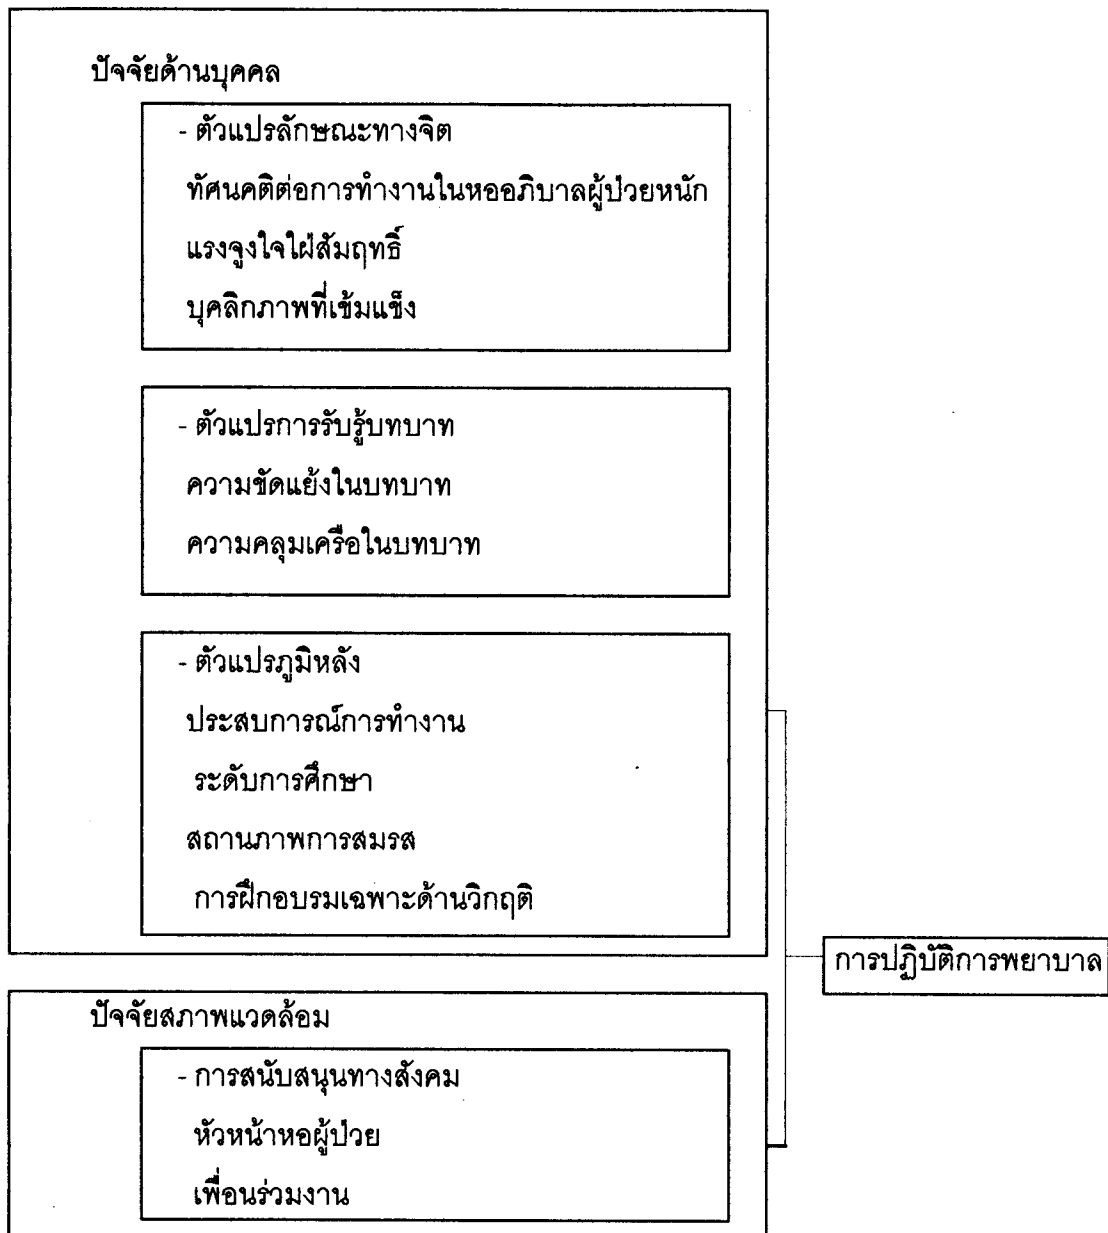 ปัจจัยด้านบุคคล
- ตัวแปรลักษณะทางจิต
ทัศนคติต่อการทำงานในหออภิบาลผู้ป่วยหนัก
แรงจูงใจใฝ่สัมฤทธิ์
บุคลิกภาพที่เข้มแข็ง
- ตัวแปรการรับรู้บทบาท
ความขัดแย้งในบทบาท
ความคลุมเครือในบทบาท
- ตัวแปรภูมิหลัง
ประสบการณ์การทำงาน
ระดับการศึกษา
สถานภาพการสมรส
การฝึกอบรมเฉพาะด้านวิกฤติ
การปฏิบัติการพยาบาล
ปัจจัยสภาพแวดล้อม
- การสนับสนุนทางสังคม
หัวหน้าหอผู้ป่วย
เพื่อนร่วมงาน